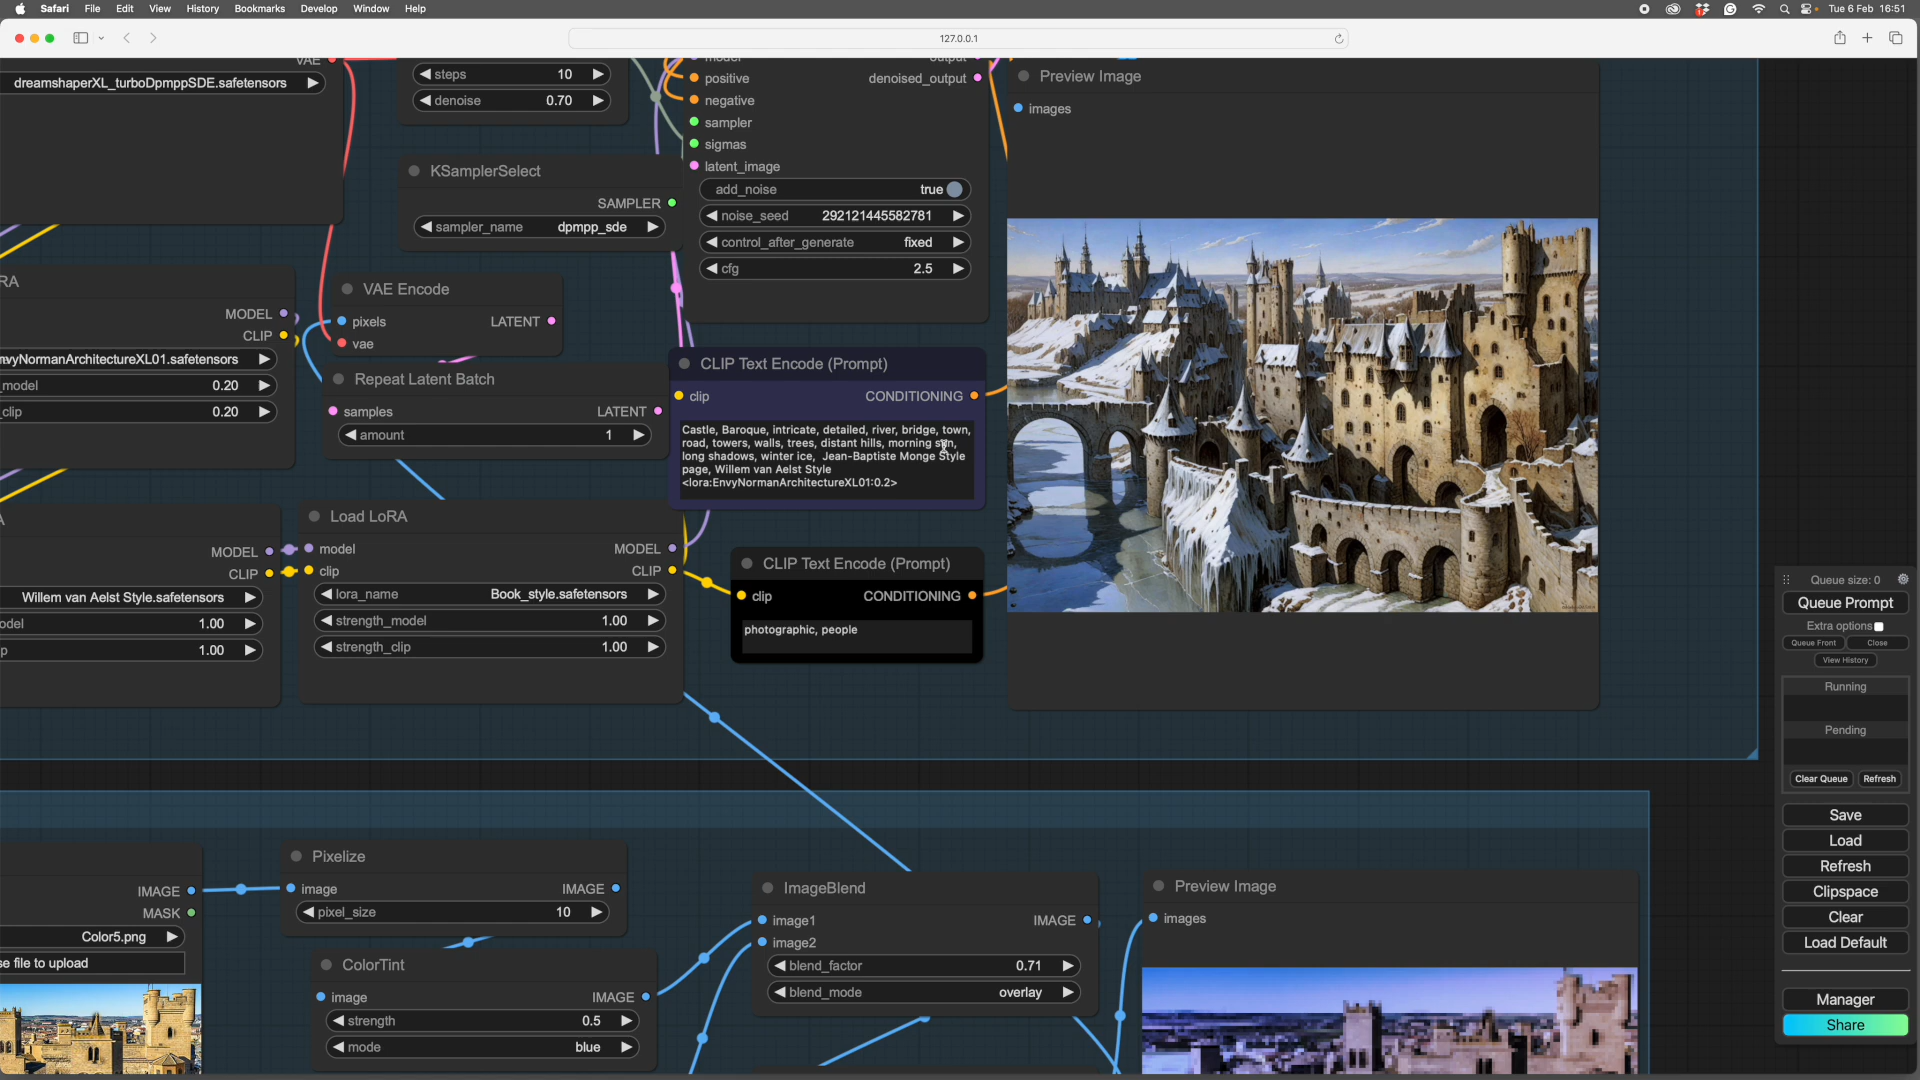 Safari File Edit View History Bookmarks Develop Window Help
Tue 6 Feb 16:51
127.0.0.1
VAE
dreamshaperXL_turboDpmppSDE.safetensors
steps 10
denoise 0.70
model output
positive denoised_output
negative
sampler
sigmas
latent_image
add_noise true
noise_seed 292121445582781
control_after_generate fixed
cfg 2.5
Preview Image
images
KSamplerSelect
SAMPLER
sampler_name dpmpp_sde
RA
MODEL
CLIP
nvyNormanArchitectureXL01.safetensors
model 0.20
clip 0.20
VAE Encode
pixels LATENT
vae
Repeat Latent Batch
samples LATENT
amount 1
CLIP Text Encode (Prompt)
clip CONDITIONING
Castle, Baroque, intricate, detailed, river, bridge, town,
road, towers, walls, trees, distant hills, morning sun,
long shadows, winter ice, Jean-Baptiste Monge Style
page, Willem van Aelst Style
<lora:EnvyNormanArchitectureXL01:0.2>
A
MODEL
CLIP
Willem van Aelst Style.safetensors
odel 1.00
p 1.00
Load LoRA
model MODEL
clip CLIP
lora_name Book_style.safetensors
strength_model 1.00
strength_clip 1.00
CLIP Text Encode (Prompt)
clip CONDITIONING
photographic, people
Queue size: 0
Queue Prompt
Extra options
Queue Front Close
View History
Running
Pending
Clear Queue Refresh
Save
Load
Refresh
Clipspace
Clear
Load Default
Manager
Share
IMAGE
MASK
Color5.png
se file to upload
Pixelize
image IMAGE
pixel_size 10
ColorTint
image IMAGE
strength 0.5
mode blue
ImageBlend
image1 IMAGE
image2
blend_factor 0.71
blend_mode overlay
Preview Image
images